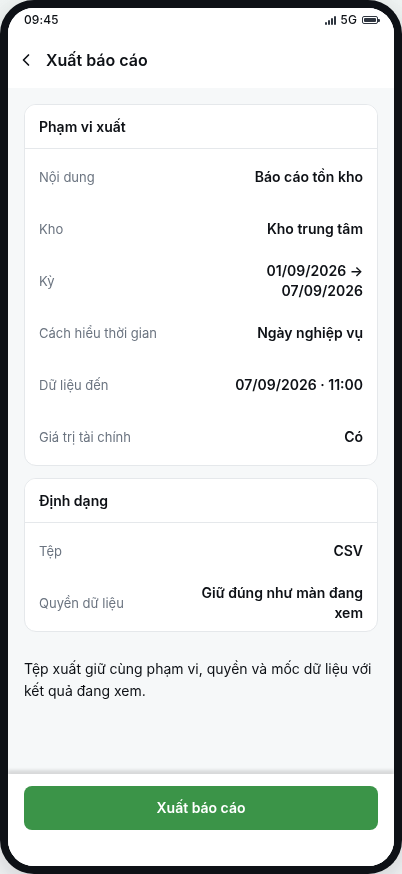 09:45
5G
Xuất báo cáo
Phạm vi xuất
Nội dung
Báo cáo tồn kho
Kho
Kho trung tâm
Kỳ
01/09/2026 →
07/09/2026
Cách hiểu thời gian
Ngày nghiệp vụ
Dữ liệu đến
07/09/2026 · 11:00
Giá trị tài chính
Có
Định dạng
Tệp
CSV
Quyền dữ liệu
Giữ đúng như màn đang
xem
Tệp xuất giữ cùng phạm vi, quyền và mốc dữ liệu với
kết quả đang xem.
Xuất báo cáo